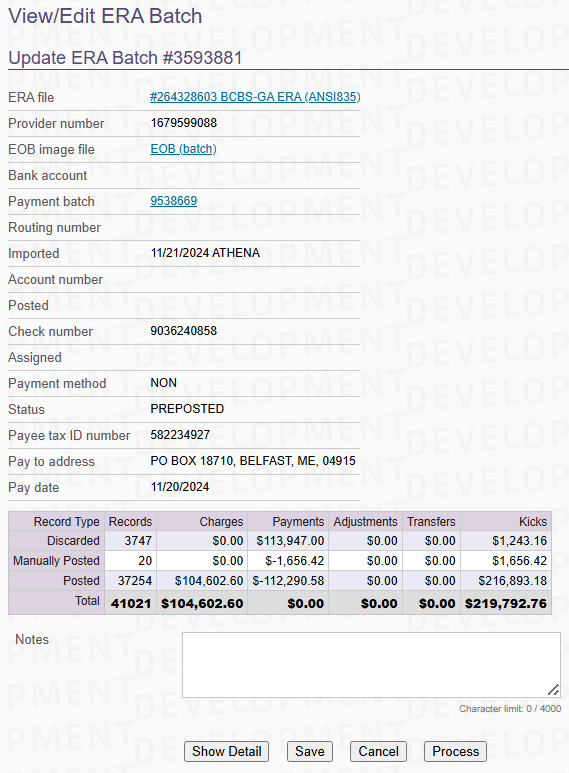 View/Edit ERA Batch
Update ERA Batch #3593881
ERA file #264328603 BCBS-GA ERA (ANSI835)
Provider number 1679599088
EOB image file EOB (batch)
Bank account
Payment batch 9538669
Routing number
Imported 11/21/2024 ATHENA
Account number
Posted
Check number 9036240858
Assigned
Payment method NON
Status PREPOSTED
Payee tax ID number 582234927
Pay to address PO BOX 18710, BELFAST, ME, 04915
Pay date 11/20/2024
Record Type Records Charges Payments Adjustments Transfers Kicks
Discarded 3747 $0.00 $113,947.00 $0.00 $0.00 $1,243.16
Manually Posted 20 $0.00 $-1,656.42 $0.00 $0.00 $1,656.42
Posted 37254 $104,602.60 $-112,290.58 $0.00 $0.00 $216,893.18
Total 41021 $104,602.60 $0.00 $0.00 $0.00 $219,792.76
Notes
Character limit: 0 / 4000
Show Detail Save Cancel Process
DEVELOPMENT